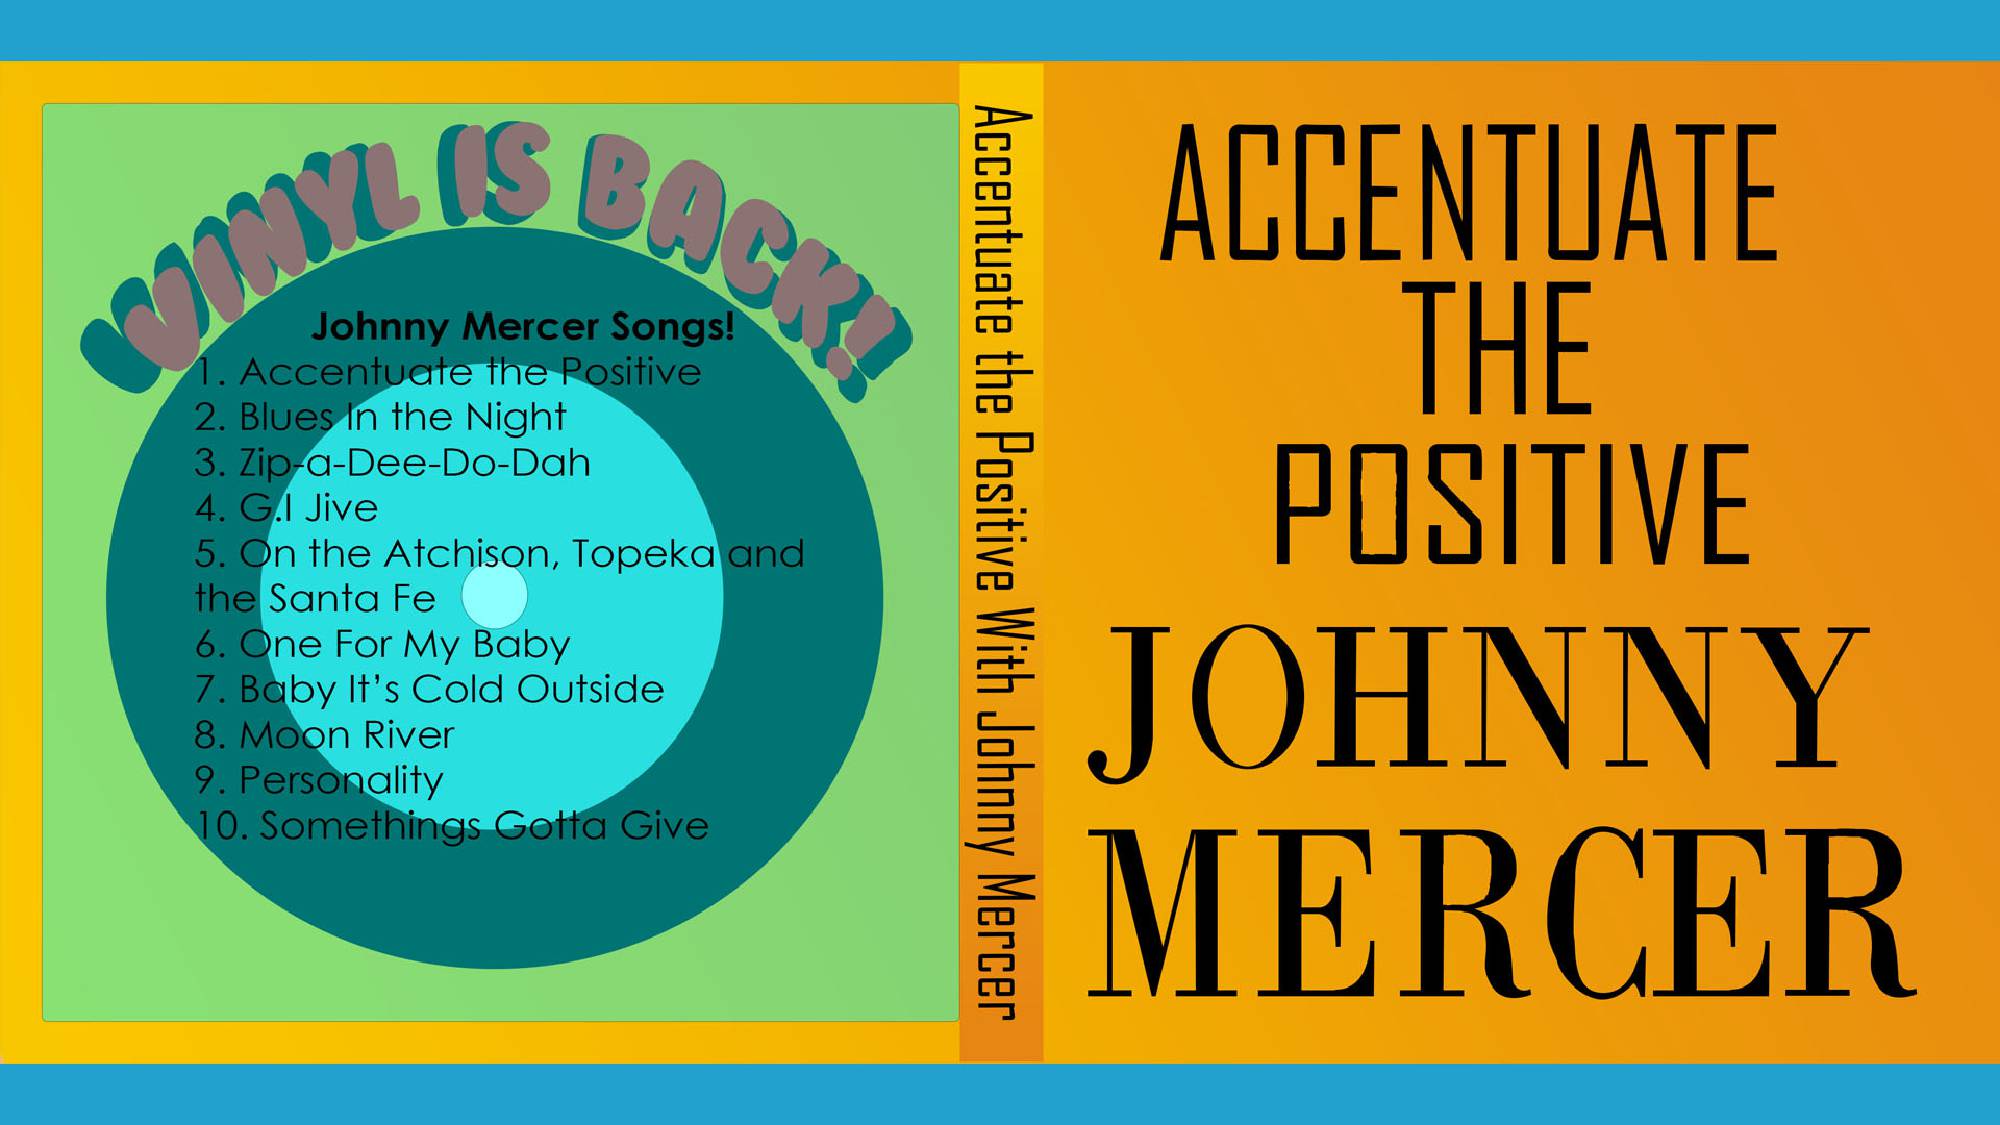 VINYL IS BACK!
Johnny Mercer Songs!
1. Accentuate the Positive
2. Blues In the Night
3. Zip-a-Dee-Do-Dah
4. G.I Jive
5. On the Atchison, Topeka and
the Santa Fe
6. One For My Baby
7. Baby It’s Cold Outside
8. Moon River
9. Personality
10. Somethings Gotta Give
Accentuate the Positive With Johnny Mercer
ACCENTUATE
THE
POSITIVE
JOHNNY
MERCER